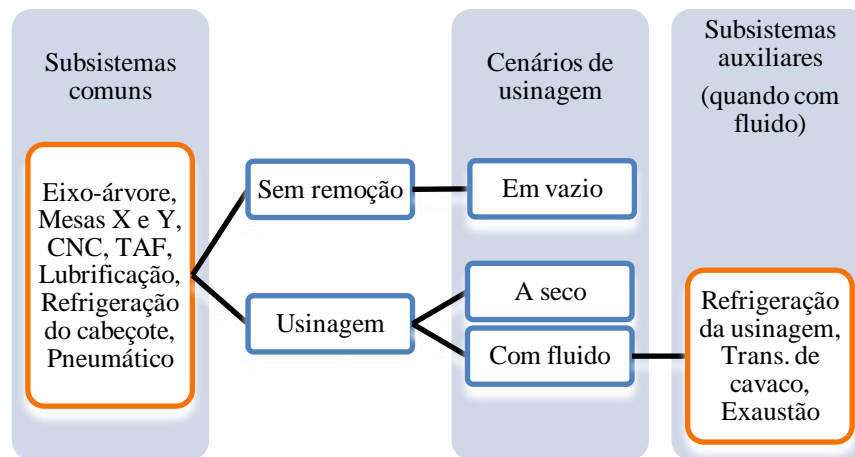 Subsistemas
comuns
Eixo-árvore,
Mesas X e Y,
CNC, TAF,
Lubrificação,
Refrigeração
do cabeçote,
Pneumático
Sem remoção
Usinagem
Cenários de
usinagem
Em vazio
A seco
Com fluido
Subsistemas
auxiliares
(quando com
fluido)
Refrigeração
da usinagem,
Trans. de
cavaco,
Exaustão